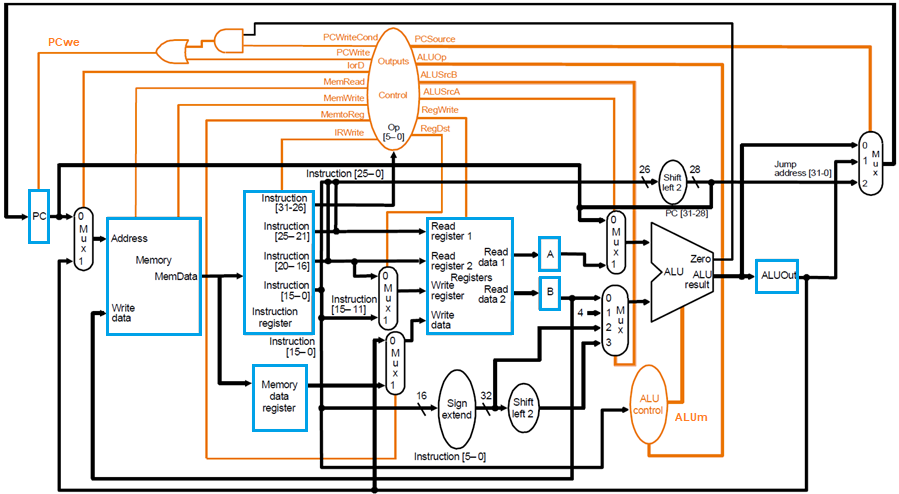 PCwe
PCWriteCond
PCSource
PCWrite
ALUOp
IorD
Outputs
ALUSrcB
MemRead
ALUSrcA
MemWrite
Control
RegWrite
MemtoReg
RegDst
IRWrite
Op
[5–0]
0
1
2
M
u
x
Instruction [25–0]
26
28
Shift
left 2
Jump
address [31-0]
PC [31-28]
PC
0
M
u
x
1
Address
Memory
MemData
Write
data
Instruction
[31-26]
Instruction
[25–21]
Instruction
[20–16]
Instruction
[15–0]
Instruction
register
Instruction
[15–11]
Instruction
[15–0]
0
M
u
x
1
Read
register 1
Read
register 2
Registers
Write
register
Write
data
Read
data 1
Read
data 2
A
B
0
M
u
x
1
4
0
1
2
3
M
u
x
Zero
ALU
ALU
result
ALUOut
0
M
u
x
1
Memory
data
register
16
Sign
extend
32
Shift
left 2
ALU
control
ALUm
Instruction [5–0]